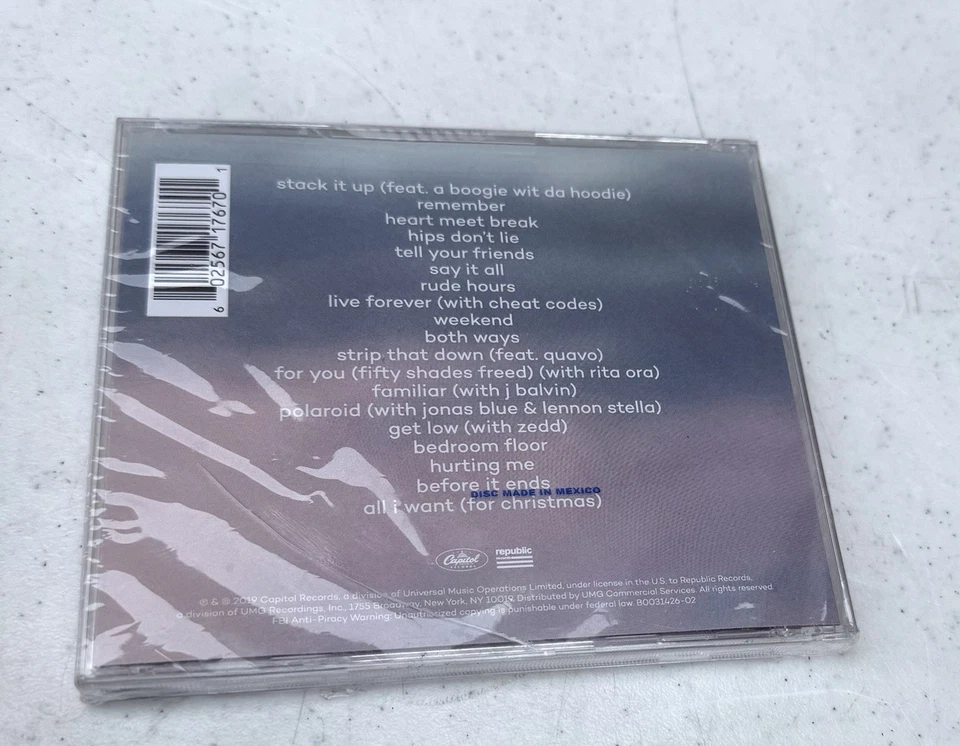 6 02567 17670 1
stack it up (feat. a boogie wit da hoodie)
remember
heart meet break
hips don't lie
tell your friends
say it all
rude hours
live forever (with cheat codes)
weekend
both ways
strip that down (feat. quavo)
for you (fifty shades freed) (with rita ora)
familiar (with j balvin)
polaroid (with jonas blue & lennon stella)
get low (with zedd)
bedroom floor
hurting me
before it ends
DISC MADE IN MEXICO
all i want (for christmas)
Capitol
RECORDS
republic
℗ & © 2019 Capitol Records, a division of Universal Music Operations Limited, under license in the U.S. to Republic Records,
a division of UMG Recordings, Inc., 1755 Broadway, New York, NY 10019. Distributed by UMG Commercial Services. All rights reserved.
FBI Anti-Piracy Warning: Unauthorized copying is punishable under federal law. B0031426-02